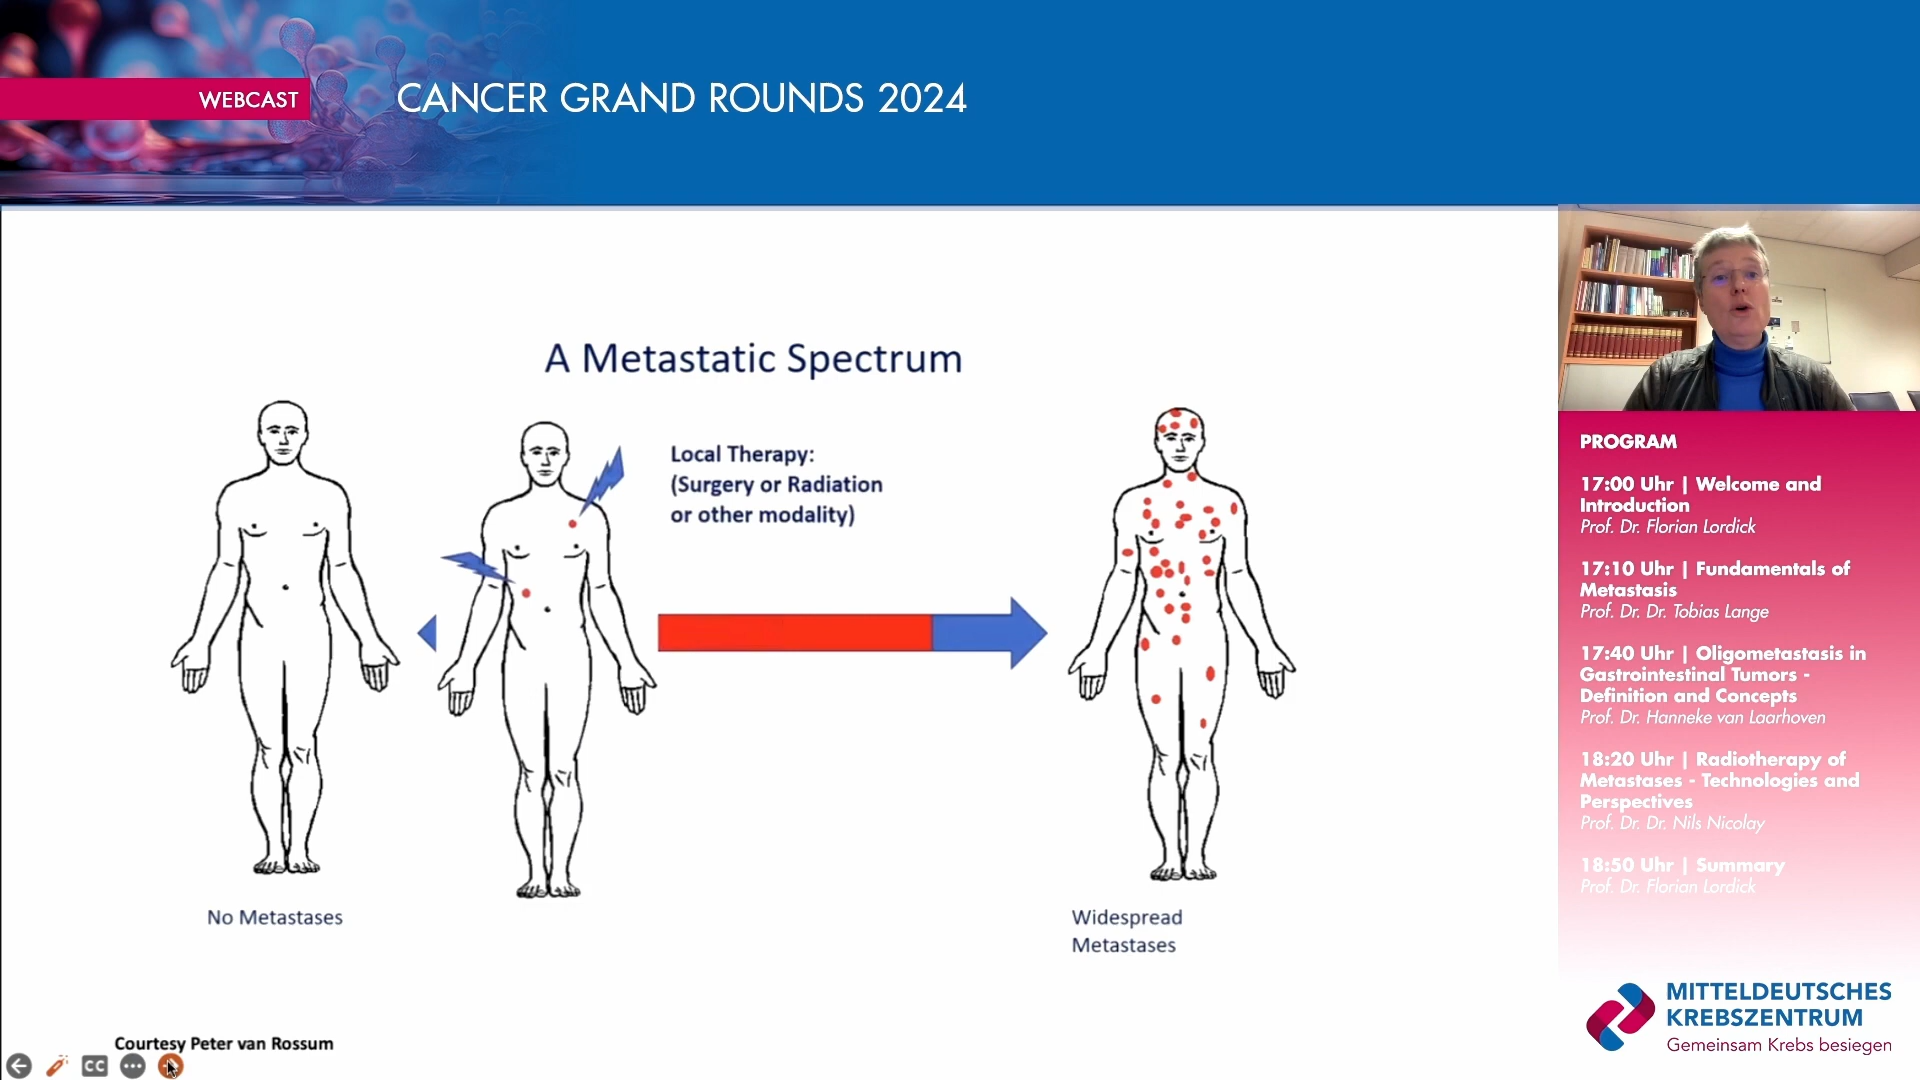 WEBCAST
CANCER GRAND ROUNDS 2024
A Metastatic Spectrum
Local Therapy:
(Surgery or Radiation
or other modality)
No Metastases
Widespread
Metastases
Courtesy Peter van Rossum
CC
PROGRAM
17:00 Uhr | Welcome and
Introduction
Prof. Dr. Florian Lordick
17:10 Uhr | Fundamentals of
Metastasis
Prof. Dr. Dr. Tobias Lange
17:40 Uhr | Oligometastasis in
Gastrointestinal Tumors -
Definition and Concepts
Prof. Dr. Hanneke van Laarhoven
18:20 Uhr | Radiotherapy of
Metastases - Technologies and
Perspectives
Prof. Dr. Dr. Nils Nicolay
18:50 Uhr | Summary
Prof. Dr. Florian Lordick
MITTELDEUTSCHES
KREBSZENTRUM
Gemeinsam Krebs besiegen